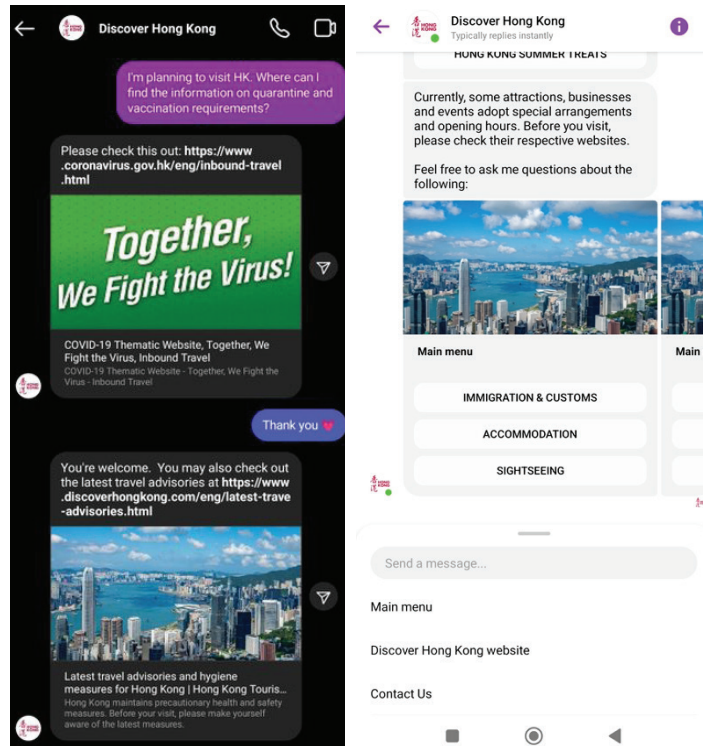 Discover Hong Kong
I'm planning to visit HK. Where can I
find the information on quarantine and
vaccination requirements?
Please check this out: https://www
.coronavirus.gov.hk/eng/inbound-travel
.html
Together,
We Fight the Virus!
COVID-19 Thematic Website, Together, We
Fight the Virus, Inbound Travel
COVID-19 Thematic Website - Together, We Fight the
Virus - Inbound Travel
Thank you
You're welcome.  You may also check out
the latest travel advisories at https://www
.discoverhongkong.com/eng/latest-trave
-advisories.html
Latest travel advisories and hygiene
measures for Hong Kong | Hong Kong Touris...
Hong Kong maintains precautionary health and safety
measures. Before your visit, please make yourself
aware of the latest measures.
HONG
KONG
Discover Hong Kong
Typically replies instantly
HONG KONG SUMMER TREATS
Currently, some attractions, businesses
and events adopt special arrangements
and opening hours. Before you visit,
please check their respective websites.
Feel free to ask me questions about the
following:
Main menu
Main
IMMIGRATION & CUSTOMS
ACCOMMODATION
SIGHTSEEING
Send a message...
Main menu
Discover Hong Kong website
Contact Us